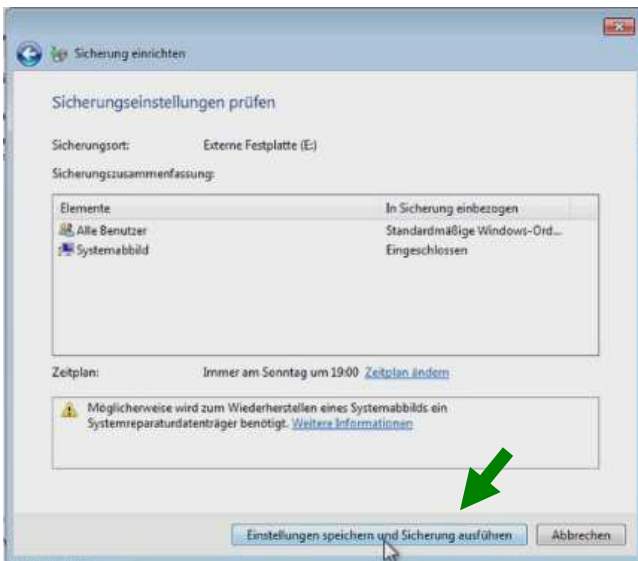 Sicherung einrichten
Sicherungseinstellungen prüfen
Sicherungsort: Externe Festplatte (E:)
Sicherungszusammenfassung:
Elemente In Sicherung einbezogen
Alle Benutzer Standardmäßige Windows-Ord...
Systemabbild Eingeschlossen
Zeitplan: Immer am Sonntag um 19:00 Zeitplan ändern
Möglicherweise wird zum Wiederherstellen eines Systemabbilds ein
Systemreparaturdatenträger benötigt. Weitere Informationen
Einstellungen speichern und Sicherung ausführen Abbrechen